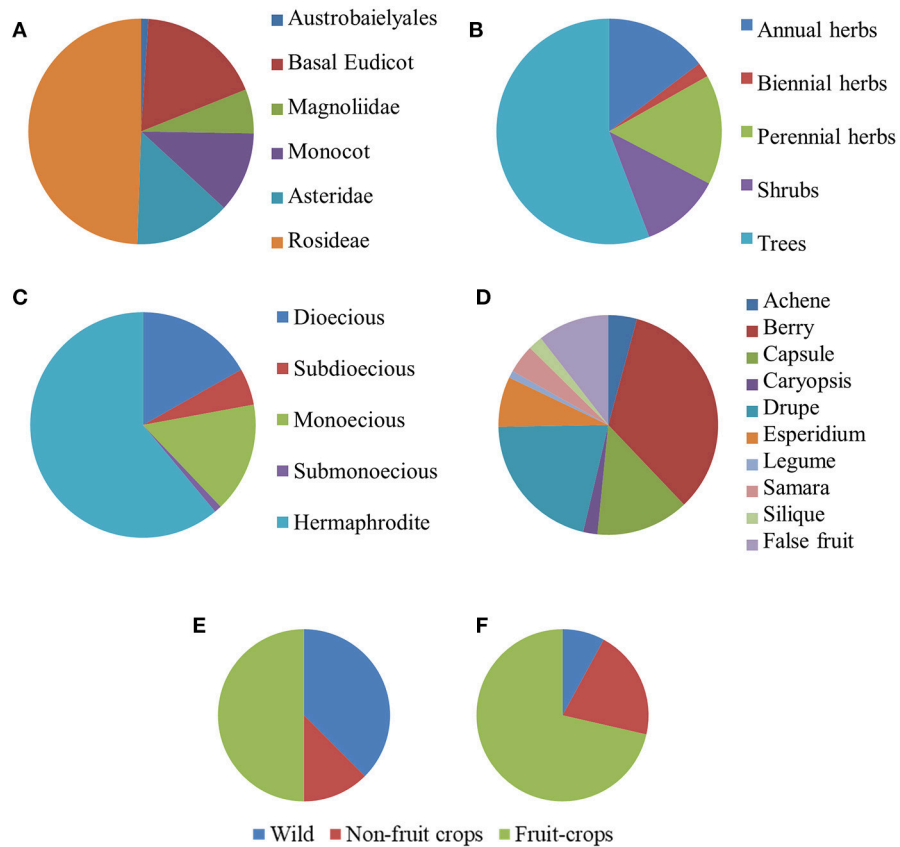 A
Austrobaielyales
Basal Eudicot
Magnoliidae
Monocot
Asteridae
Rosideae
B
Annual herbs
Biennial herbs
Perennial herbs
Shrubs
Trees
C
Dioecious
Subdioecious
Monoecious
Submonoecious
Hermaphrodite
D
Achene
Berry
Capsule
Caryopsis
Drupe
Esperidium
Legume
Samara
Silique
False fruit
E
F
Wild Non-fruit crops Fruit-crops